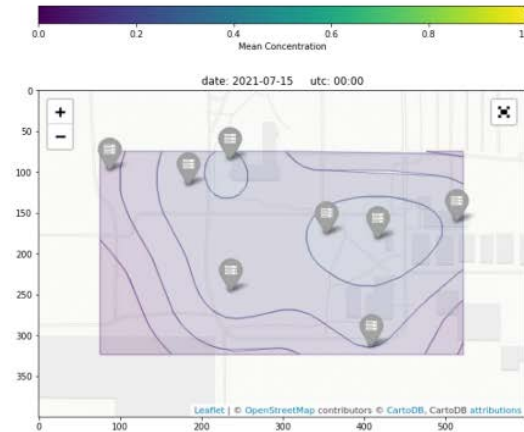 0.0 0.2 0.4 0.6 0.8 1
Mean Concentration
date: 2021-07-15 utc: 00:00
0
50
100
150
200
250
300
350
+
−
Leaflet | © OpenStreetMap contributors © CartoDB, CartoDB attributions
0 100 200 300 400 500